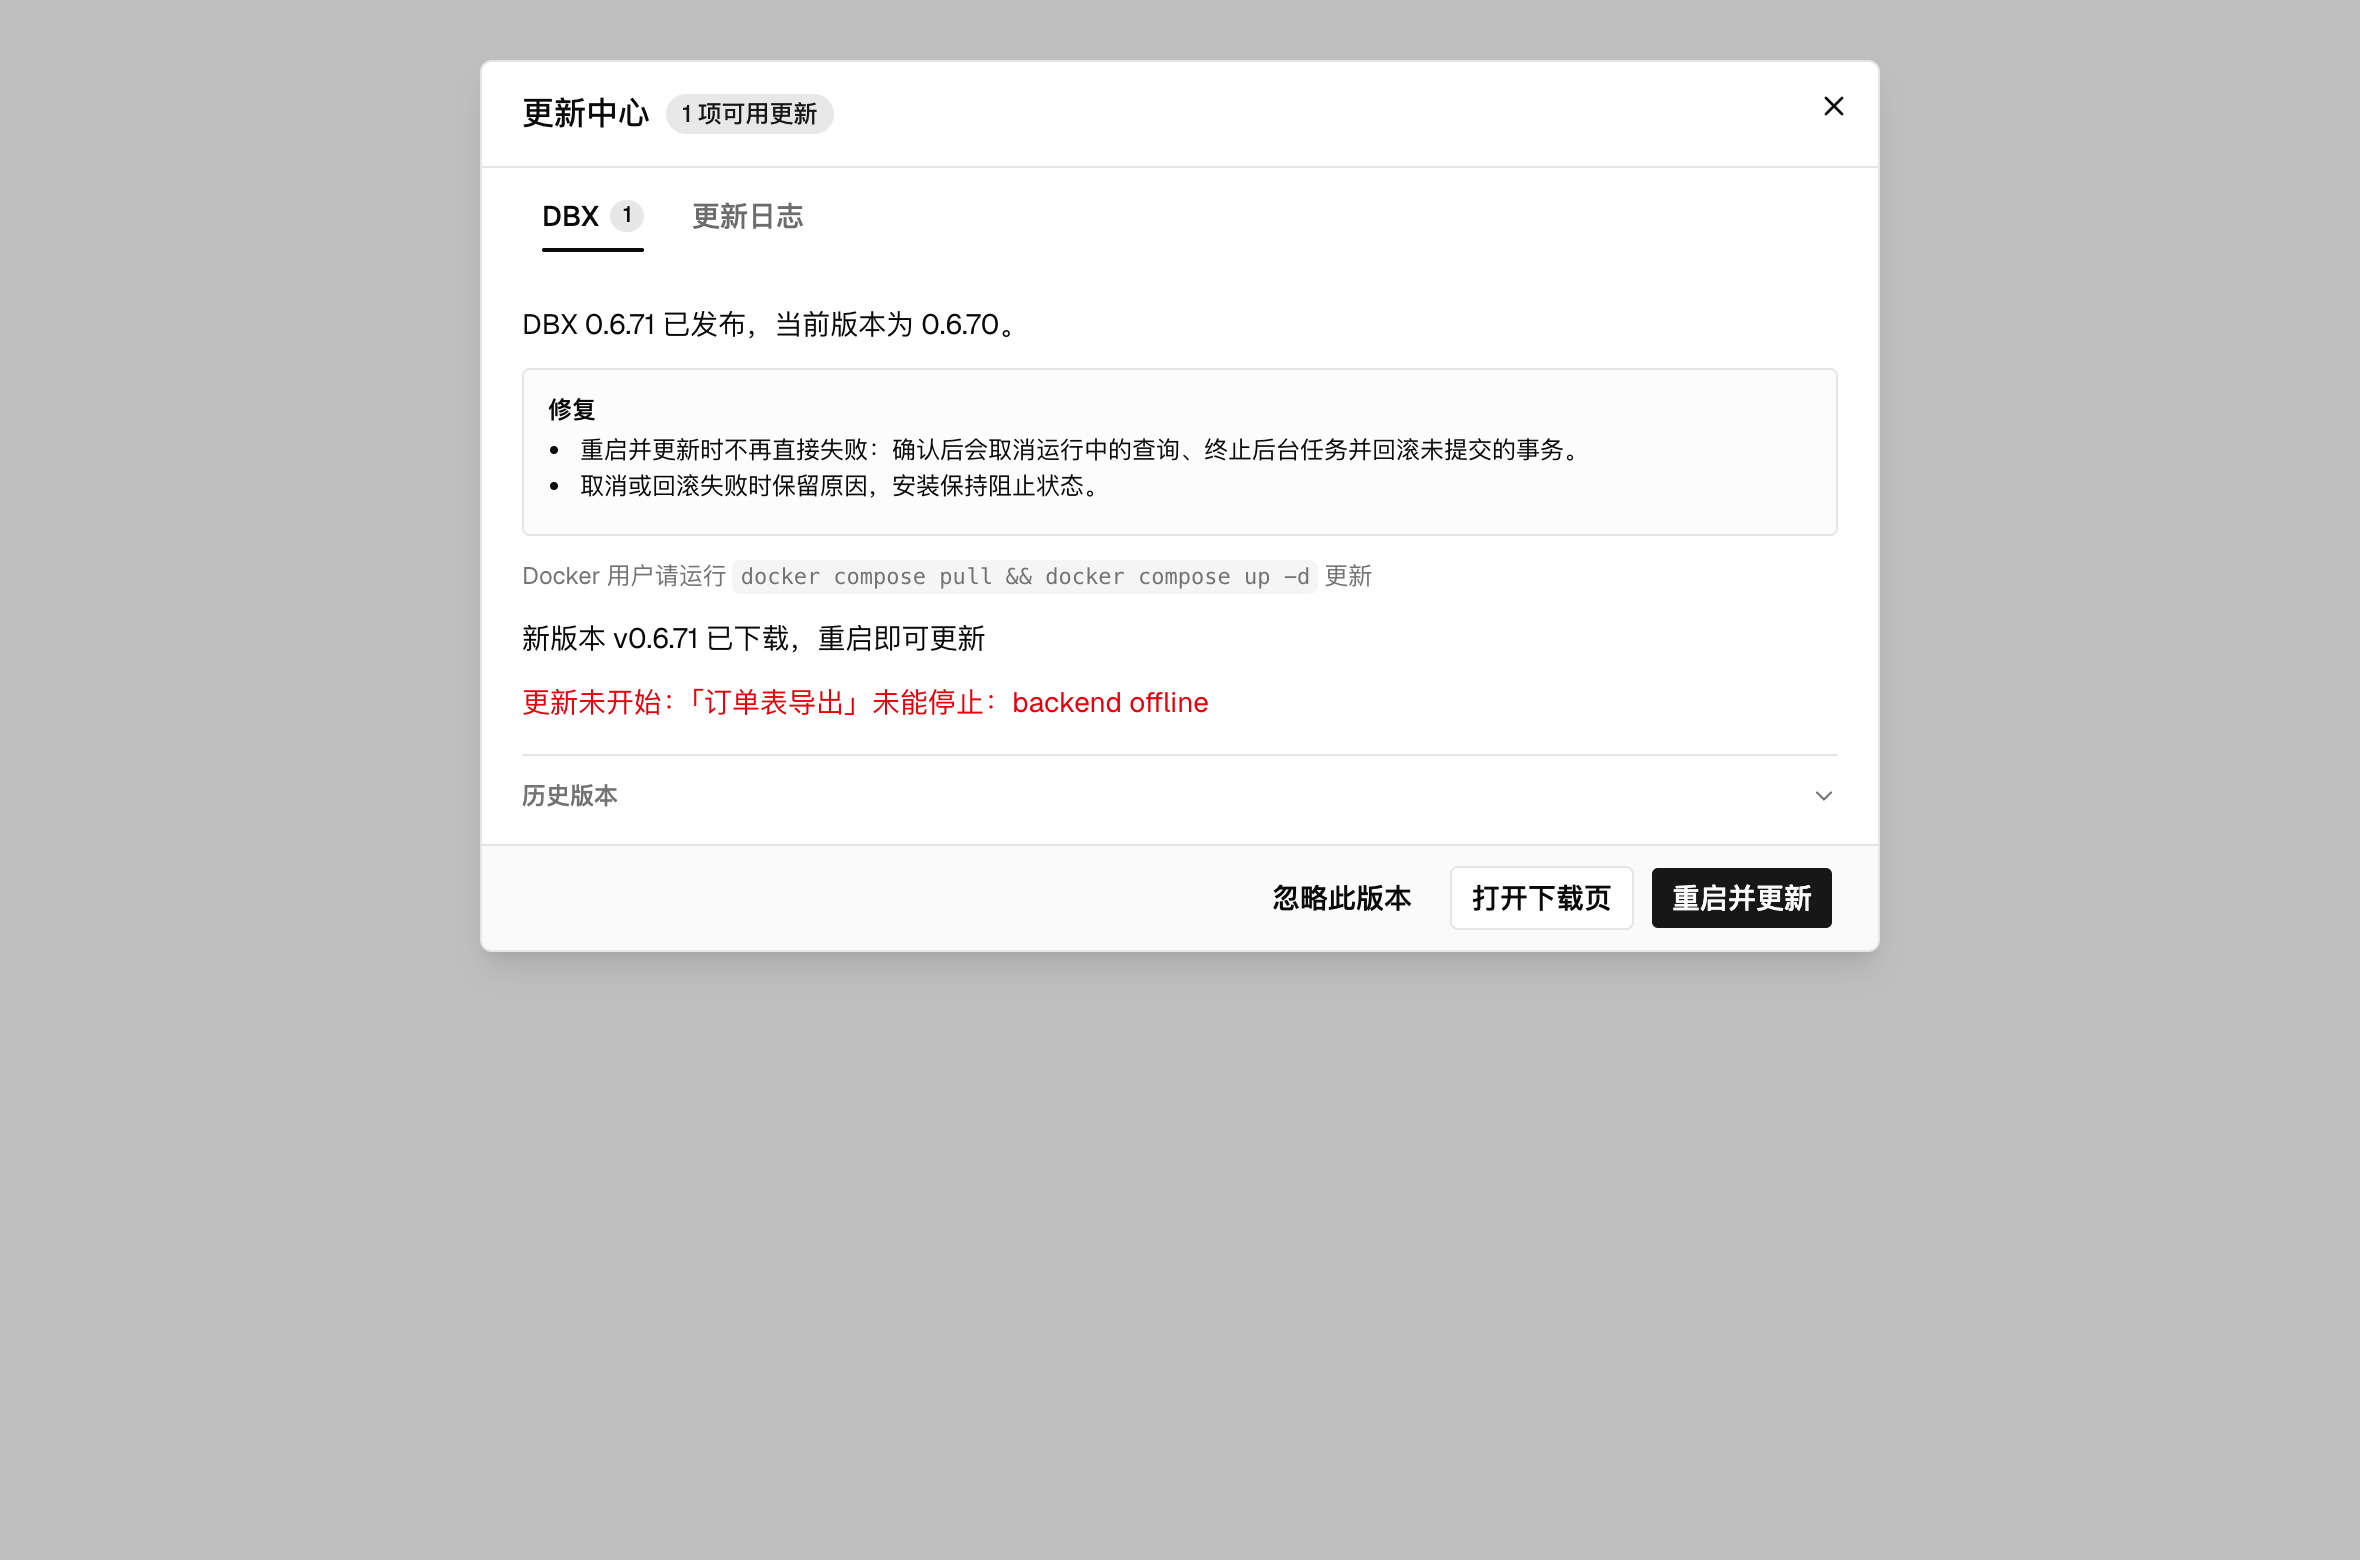 更新中心 1 项可用更新
DBX 1 更新日志
DBX 0.6.71 已发布，当前版本为 0.6.70。
修复
• 重启并更新时不再直接失败：确认后会取消运行中的查询、终止后台任务并回滚未提交的事务。
• 取消或回滚失败时保留原因，安装保持阻止状态。
Docker 用户请运行 docker compose pull && docker compose up -d 更新
新版本 v0.6.71 已下载，重启即可更新
更新未开始：「订单表导出」未能停止：backend offline
历史版本
忽略此版本 打开下载页 重启并更新